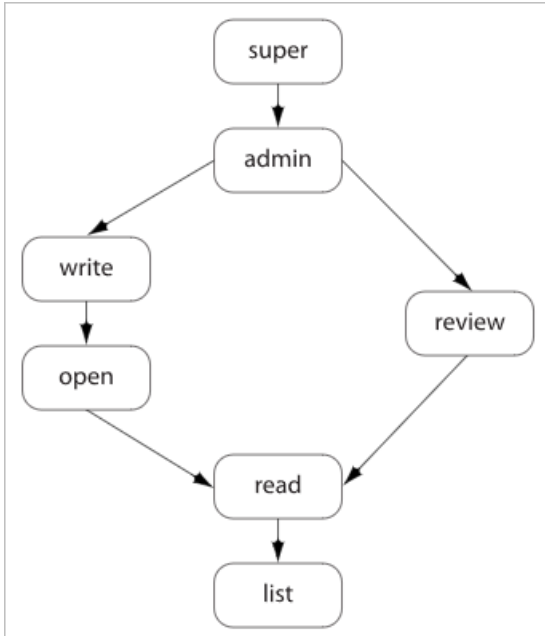 super
admin
write
review
open
read
list